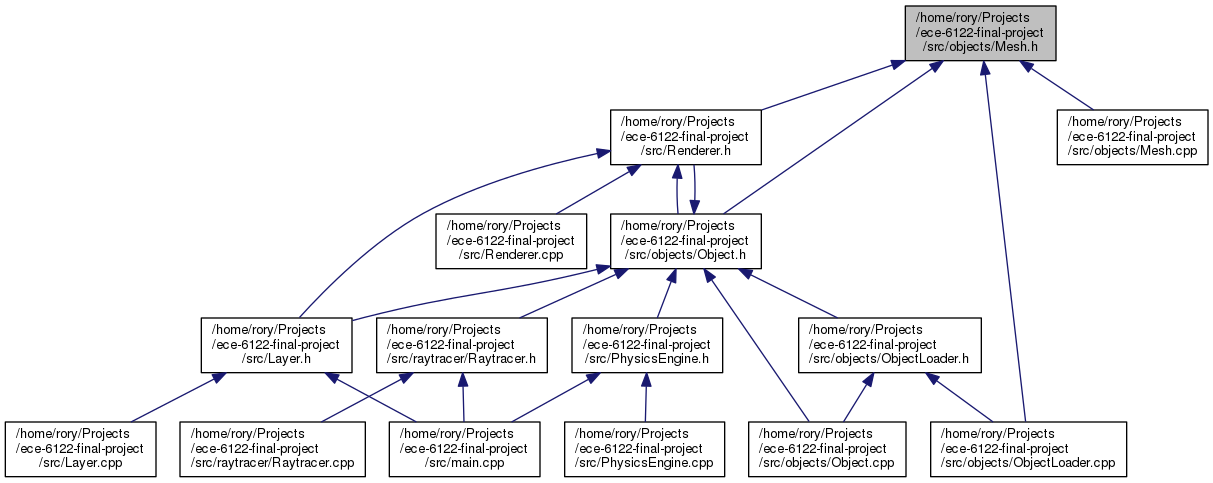 /home/rory/Projects
/ece-6122-final-project
/src/objects/Mesh.h
/home/rory/Projects
/ece-6122-final-project
/src/Renderer.h
/home/rory/Projects
/ece-6122-final-project
/src/objects/Mesh.cpp
/home/rory/Projects
/ece-6122-final-project
/src/Renderer.cpp
/home/rory/Projects
/ece-6122-final-project
/src/objects/Object.h
/home/rory/Projects
/ece-6122-final-project
/src/Layer.h
/home/rory/Projects
/ece-6122-final-project
/src/raytracer/Raytracer.h
/home/rory/Projects
/ece-6122-final-project
/src/PhysicsEngine.h
/home/rory/Projects
/ece-6122-final-project
/src/objects/ObjectLoader.h
/home/rory/Projects
/ece-6122-final-project
/src/Layer.cpp
/home/rory/Projects
/ece-6122-final-project
/src/raytracer/Raytracer.cpp
/home/rory/Projects
/ece-6122-final-project
/src/main.cpp
/home/rory/Projects
/ece-6122-final-project
/src/PhysicsEngine.cpp
/home/rory/Projects
/ece-6122-final-project
/src/objects/Object.cpp
/home/rory/Projects
/ece-6122-final-project
/src/objects/ObjectLoader.cpp